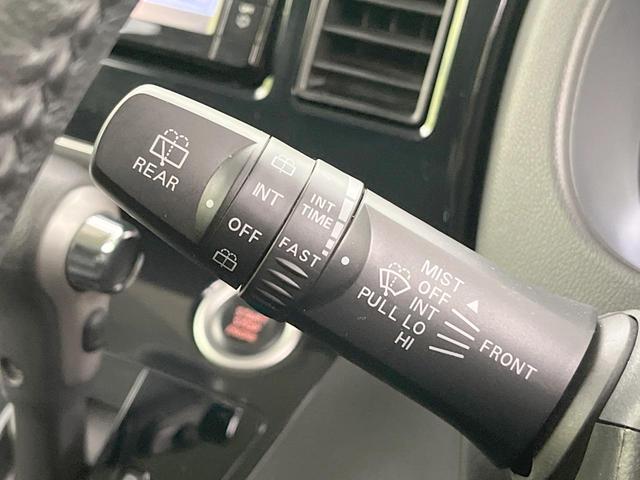 REAR
INT
OFF
INT
TIME
FAST
MIST
OFF
INT
PULL LO
HI
FRONT